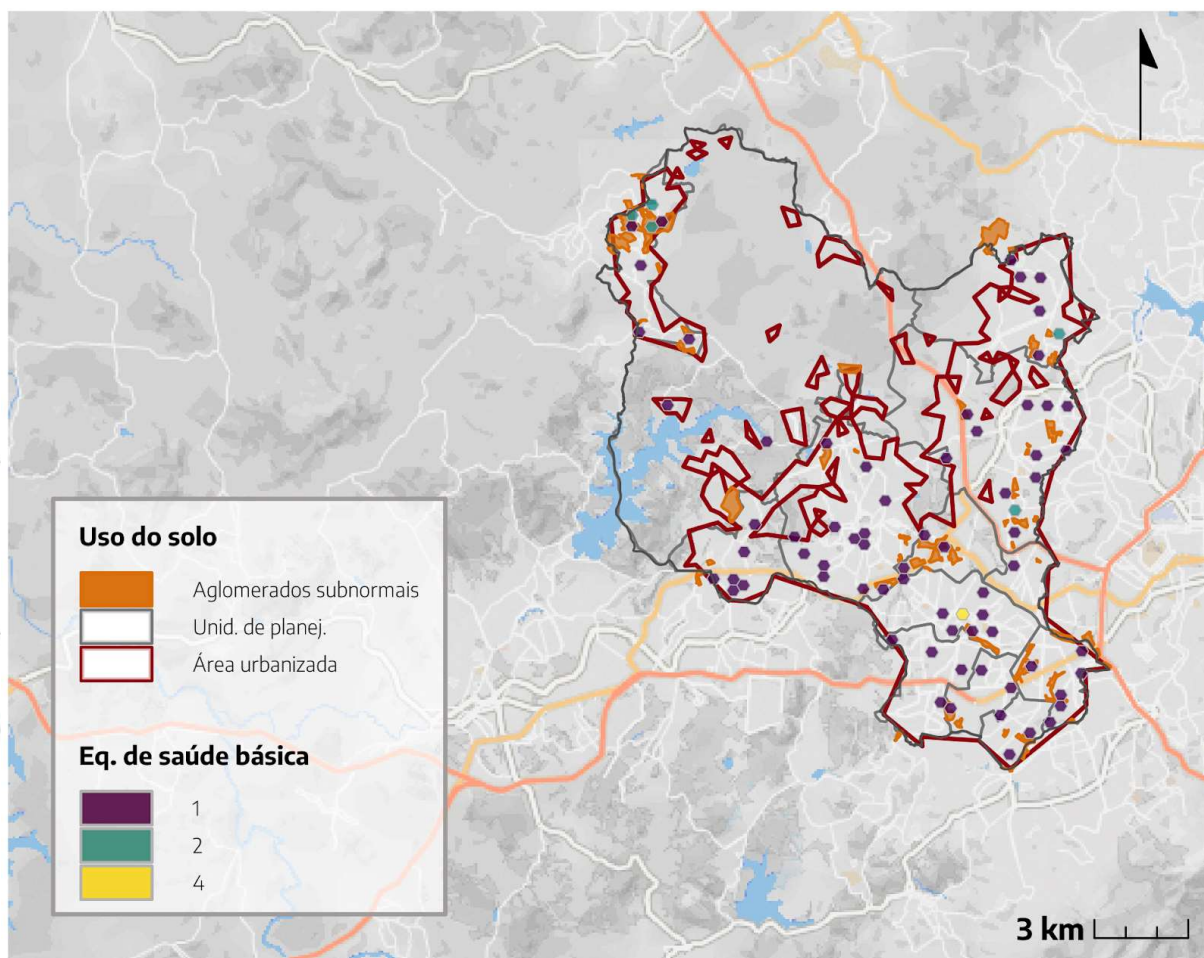 Uso do solo
Aglomerados subnormais
Unid. de planej.
Área urbanizada
Eq. de saúde básica
1
2
4
3 km